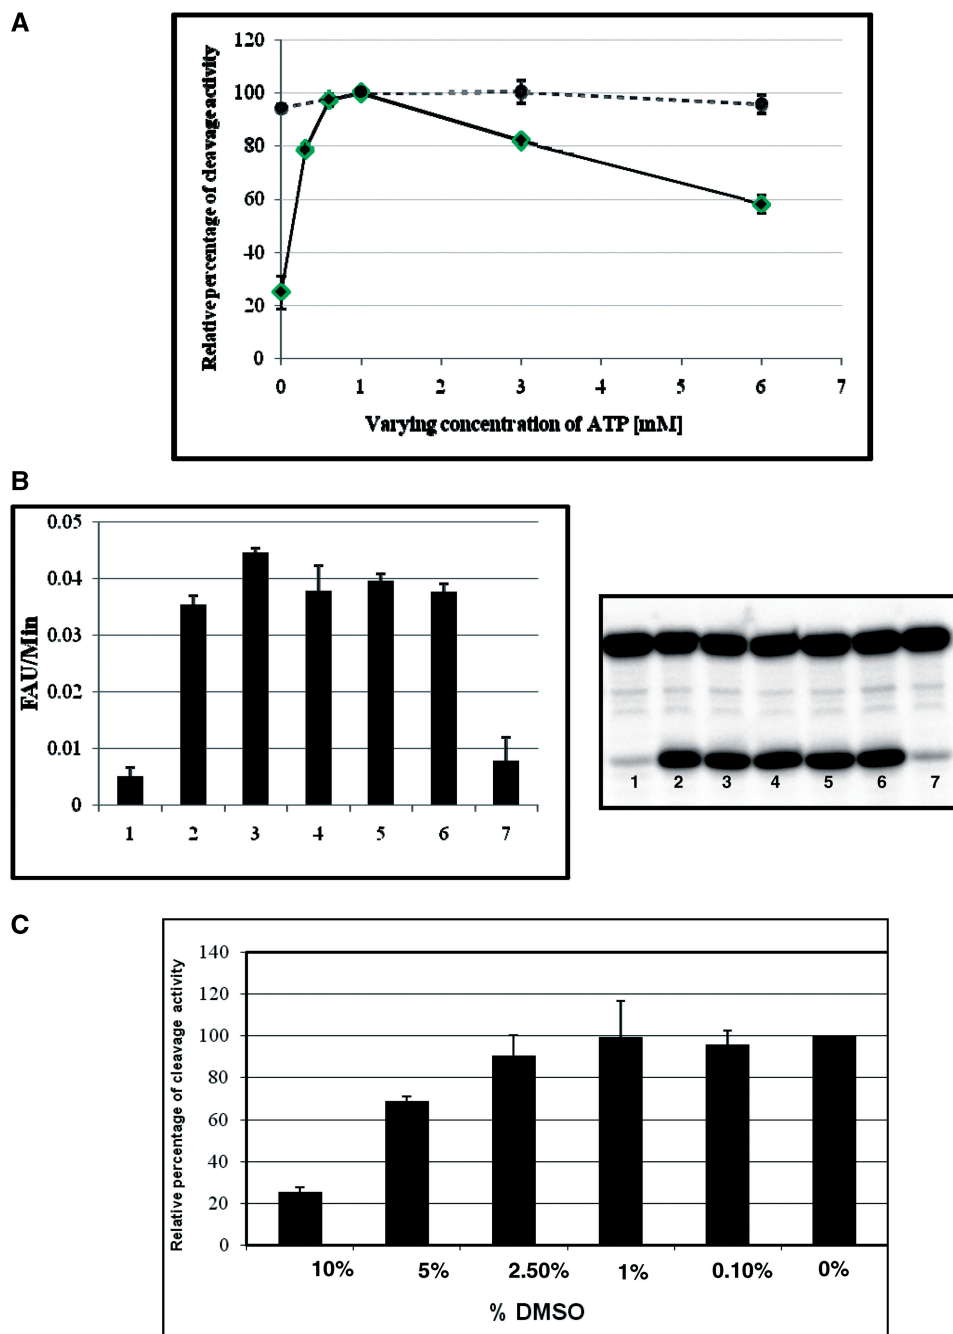 A
120
100
80
60
40
20
0
Relative percentage of cleavage activity
0 1 2 3 4 5 6 7
Varying concentration of ATP [mM]
B
0.05
0.04
0.03
0.02
0.01
0
FAU/Min
1 2 3 4 5 6 7
1 2 3 4 5 6 7
C
140
120
100
80
60
40
20
0
Relative percentage of cleavage activity
10% 5% 2.50% 1% 0.10% 0%
% DMSO